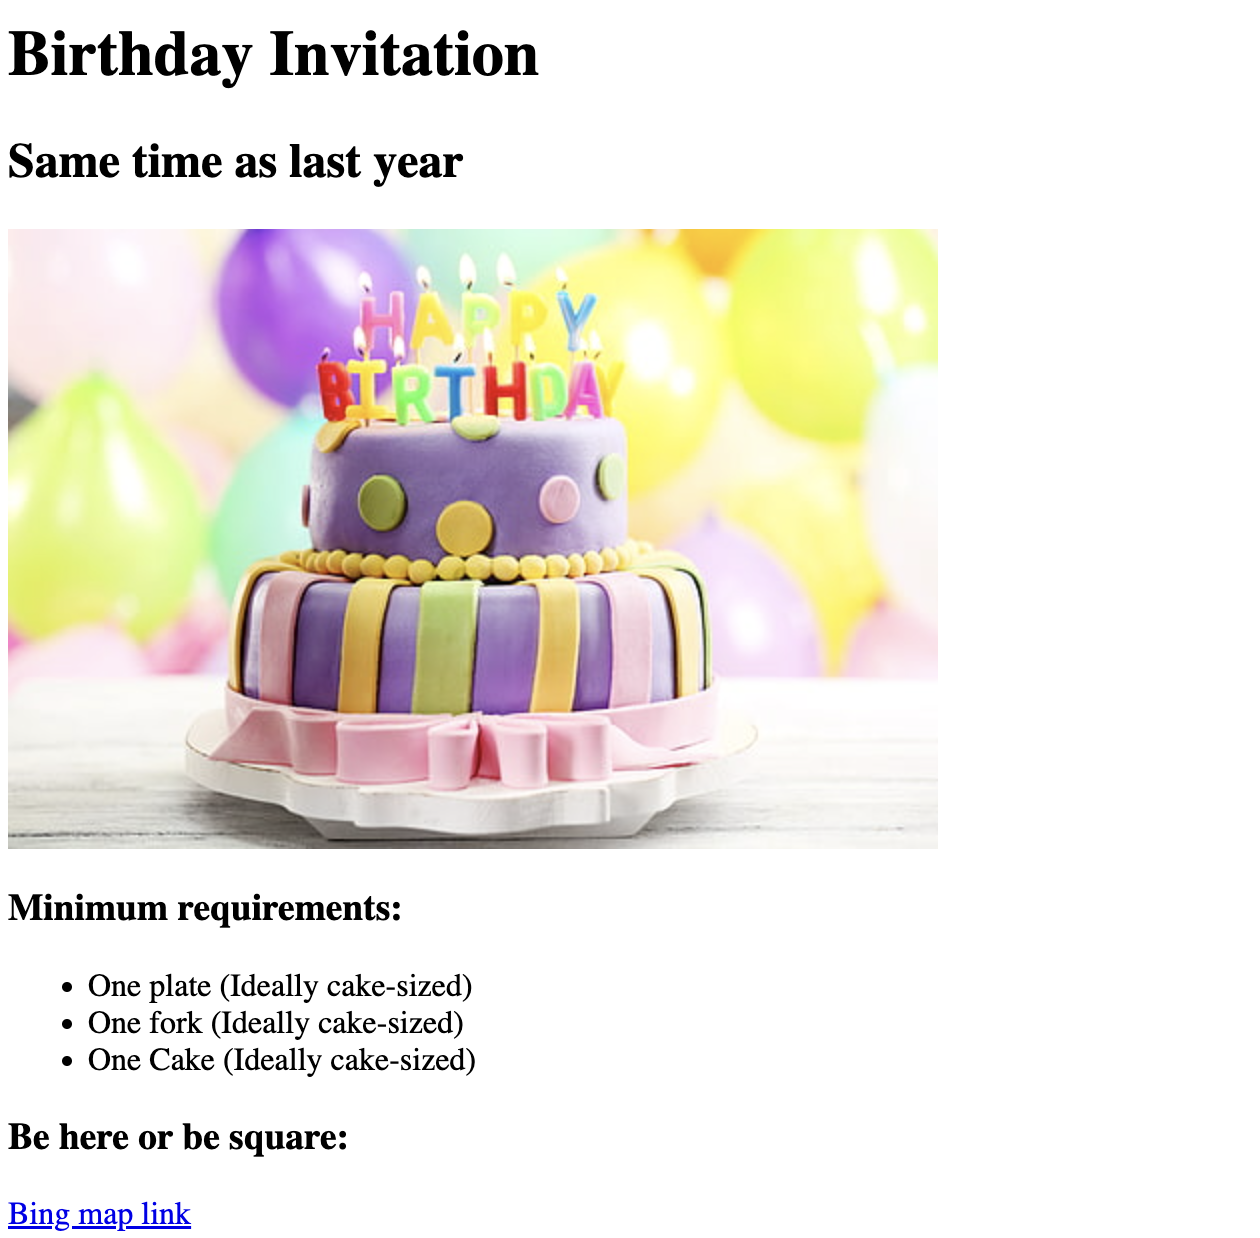 Birthday Invitation
Same time as last year
HAPPY
BIRTHDAY
Minimum requirements:
One plate (Ideally cake-sized)
One fork (Ideally cake-sized)
One Cake (Ideally cake-sized)
Be here or be square:
Bing map link